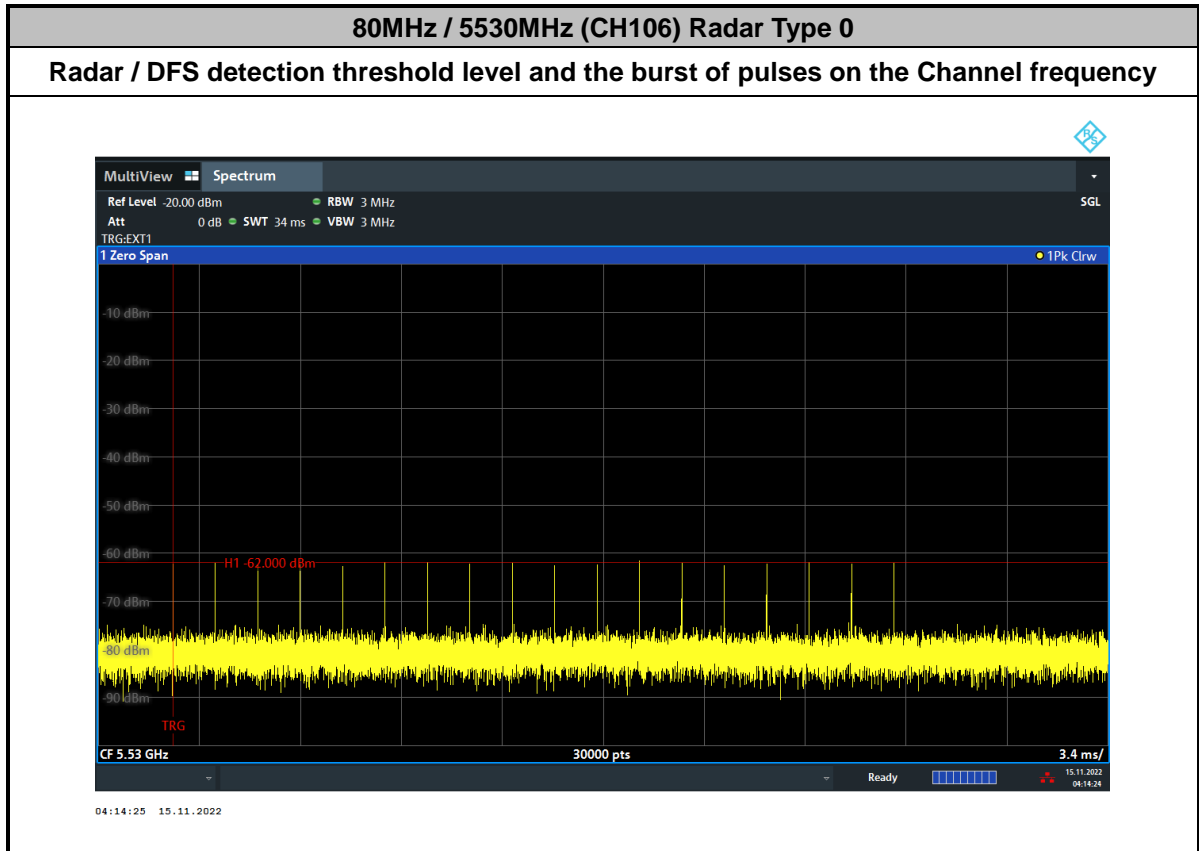 80MHz / 5530MHz (CH106) Radar Type 0
Radar / DFS detection threshold level and the burst of pulses on the Channel frequency
R S
MultiView Spectrum
Ref Level -20.00 dBm RBW 3 MHz SGL
Att 0 dB SWT 34 ms VBW 3 MHz
TRG:EXT1
1 Zero Span 1Pk Clrw
-10 dBm
-20 dBm
-30 dBm
-40 dBm
-50 dBm
-60 dBm
H1 -62.000 dBm
-70 dBm
-80 dBm
-90 dBm
TRG
CF 5.53 GHz 30000 pts 3.4 ms/
Ready 15.11.2022
04:14:24
04:14:25 15.11.2022